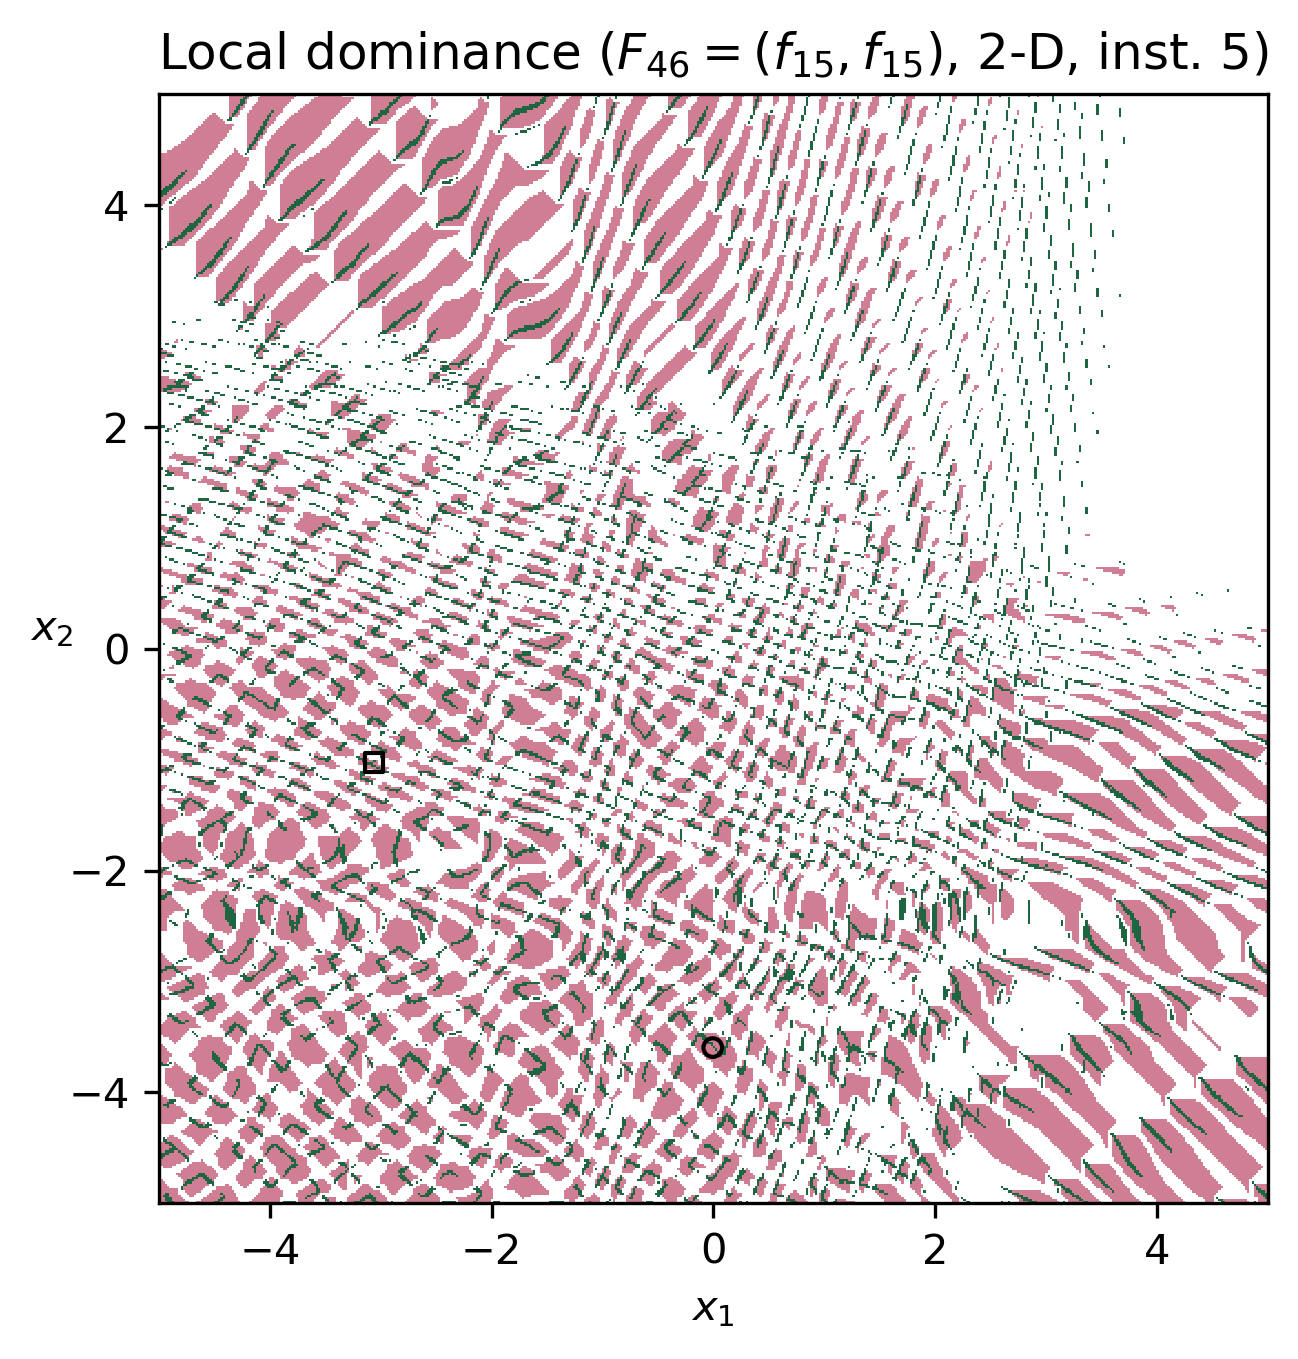 Local dominance (F₄₆ = (f₁₅, f₁₅), 2-D, inst. 5)
4
2
x₂
0
−2
−4
−4 −2 0 2 4
x₁